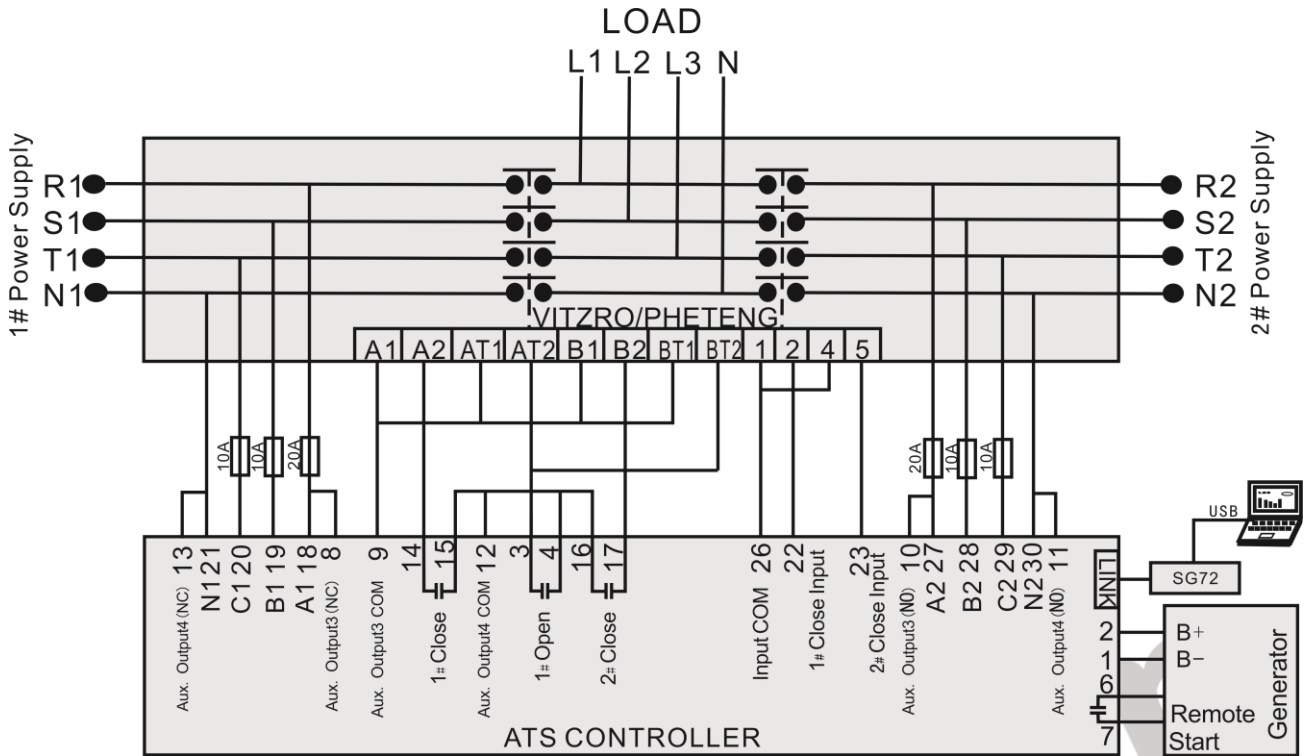 LOAD
L1 L2 L3 N
1# Power Supply
R1
S1
T1
N1
R2
S2
T2
N2
2# Power Supply
VITZRO/PHETENG
A1 A2 AT1 AT2 B1 B2 BT1 BT2 1 2 4 5
10A 10A 20A
20A 10A 10A
USB
SG72
13 N1 21 C1 20 B1 19 A1 18 8 9 14 15 12 3 4 16 17 26 22 23 10 A2 27 B2 28 C2 29 N2 30 11
Aux. Output4 (NC)
Aux. Output3 (NC)
Aux. Output3 COM
1# Close
Aux. Output4 COM
1# Open
2# Close
Input COM
1# Close Input
2# Close Input
Aux. Output3 (NO)
Aux. Output4 (NO)
LINK
2 B+
1 B-
6
7
Remote
Start
Generator
ATS CONTROLLER